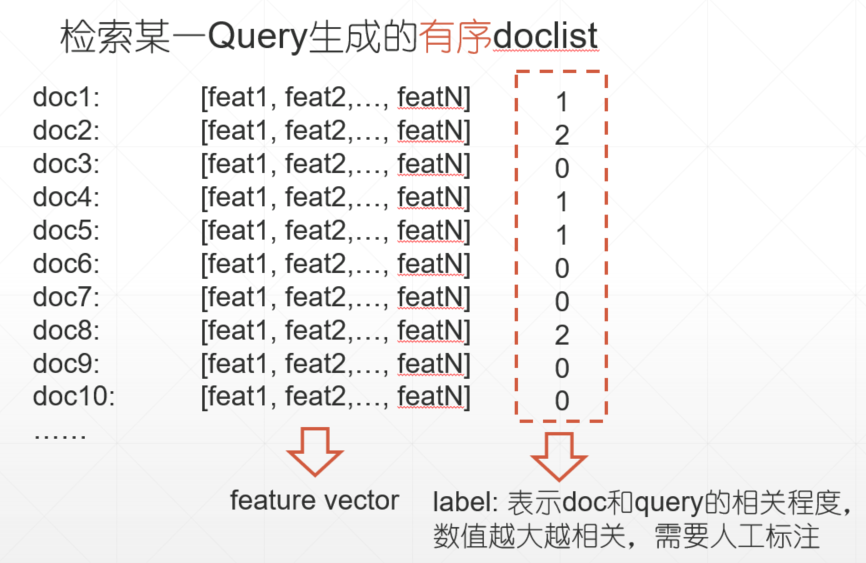 检索某一Query生成的有序doclist
doc1: [feat1, feat2,…, featN] 1
doc2: [feat1, feat2,…, featN] 2
doc3: [feat1, feat2,…, featN] 0
doc4: [feat1, feat2,…, featN] 1
doc5: [feat1, feat2,…, featN] 1
doc6: [feat1, feat2,…, featN] 0
doc7: [feat1, feat2,…, featN] 0
doc8: [feat1, feat2,…, featN] 2
doc9: [feat1, feat2,…, featN] 0
doc10: [feat1, feat2,…, featN] 0
……
feature vector
label: 表示doc和query的相关程度，
数值越大越相关，需要人工标注